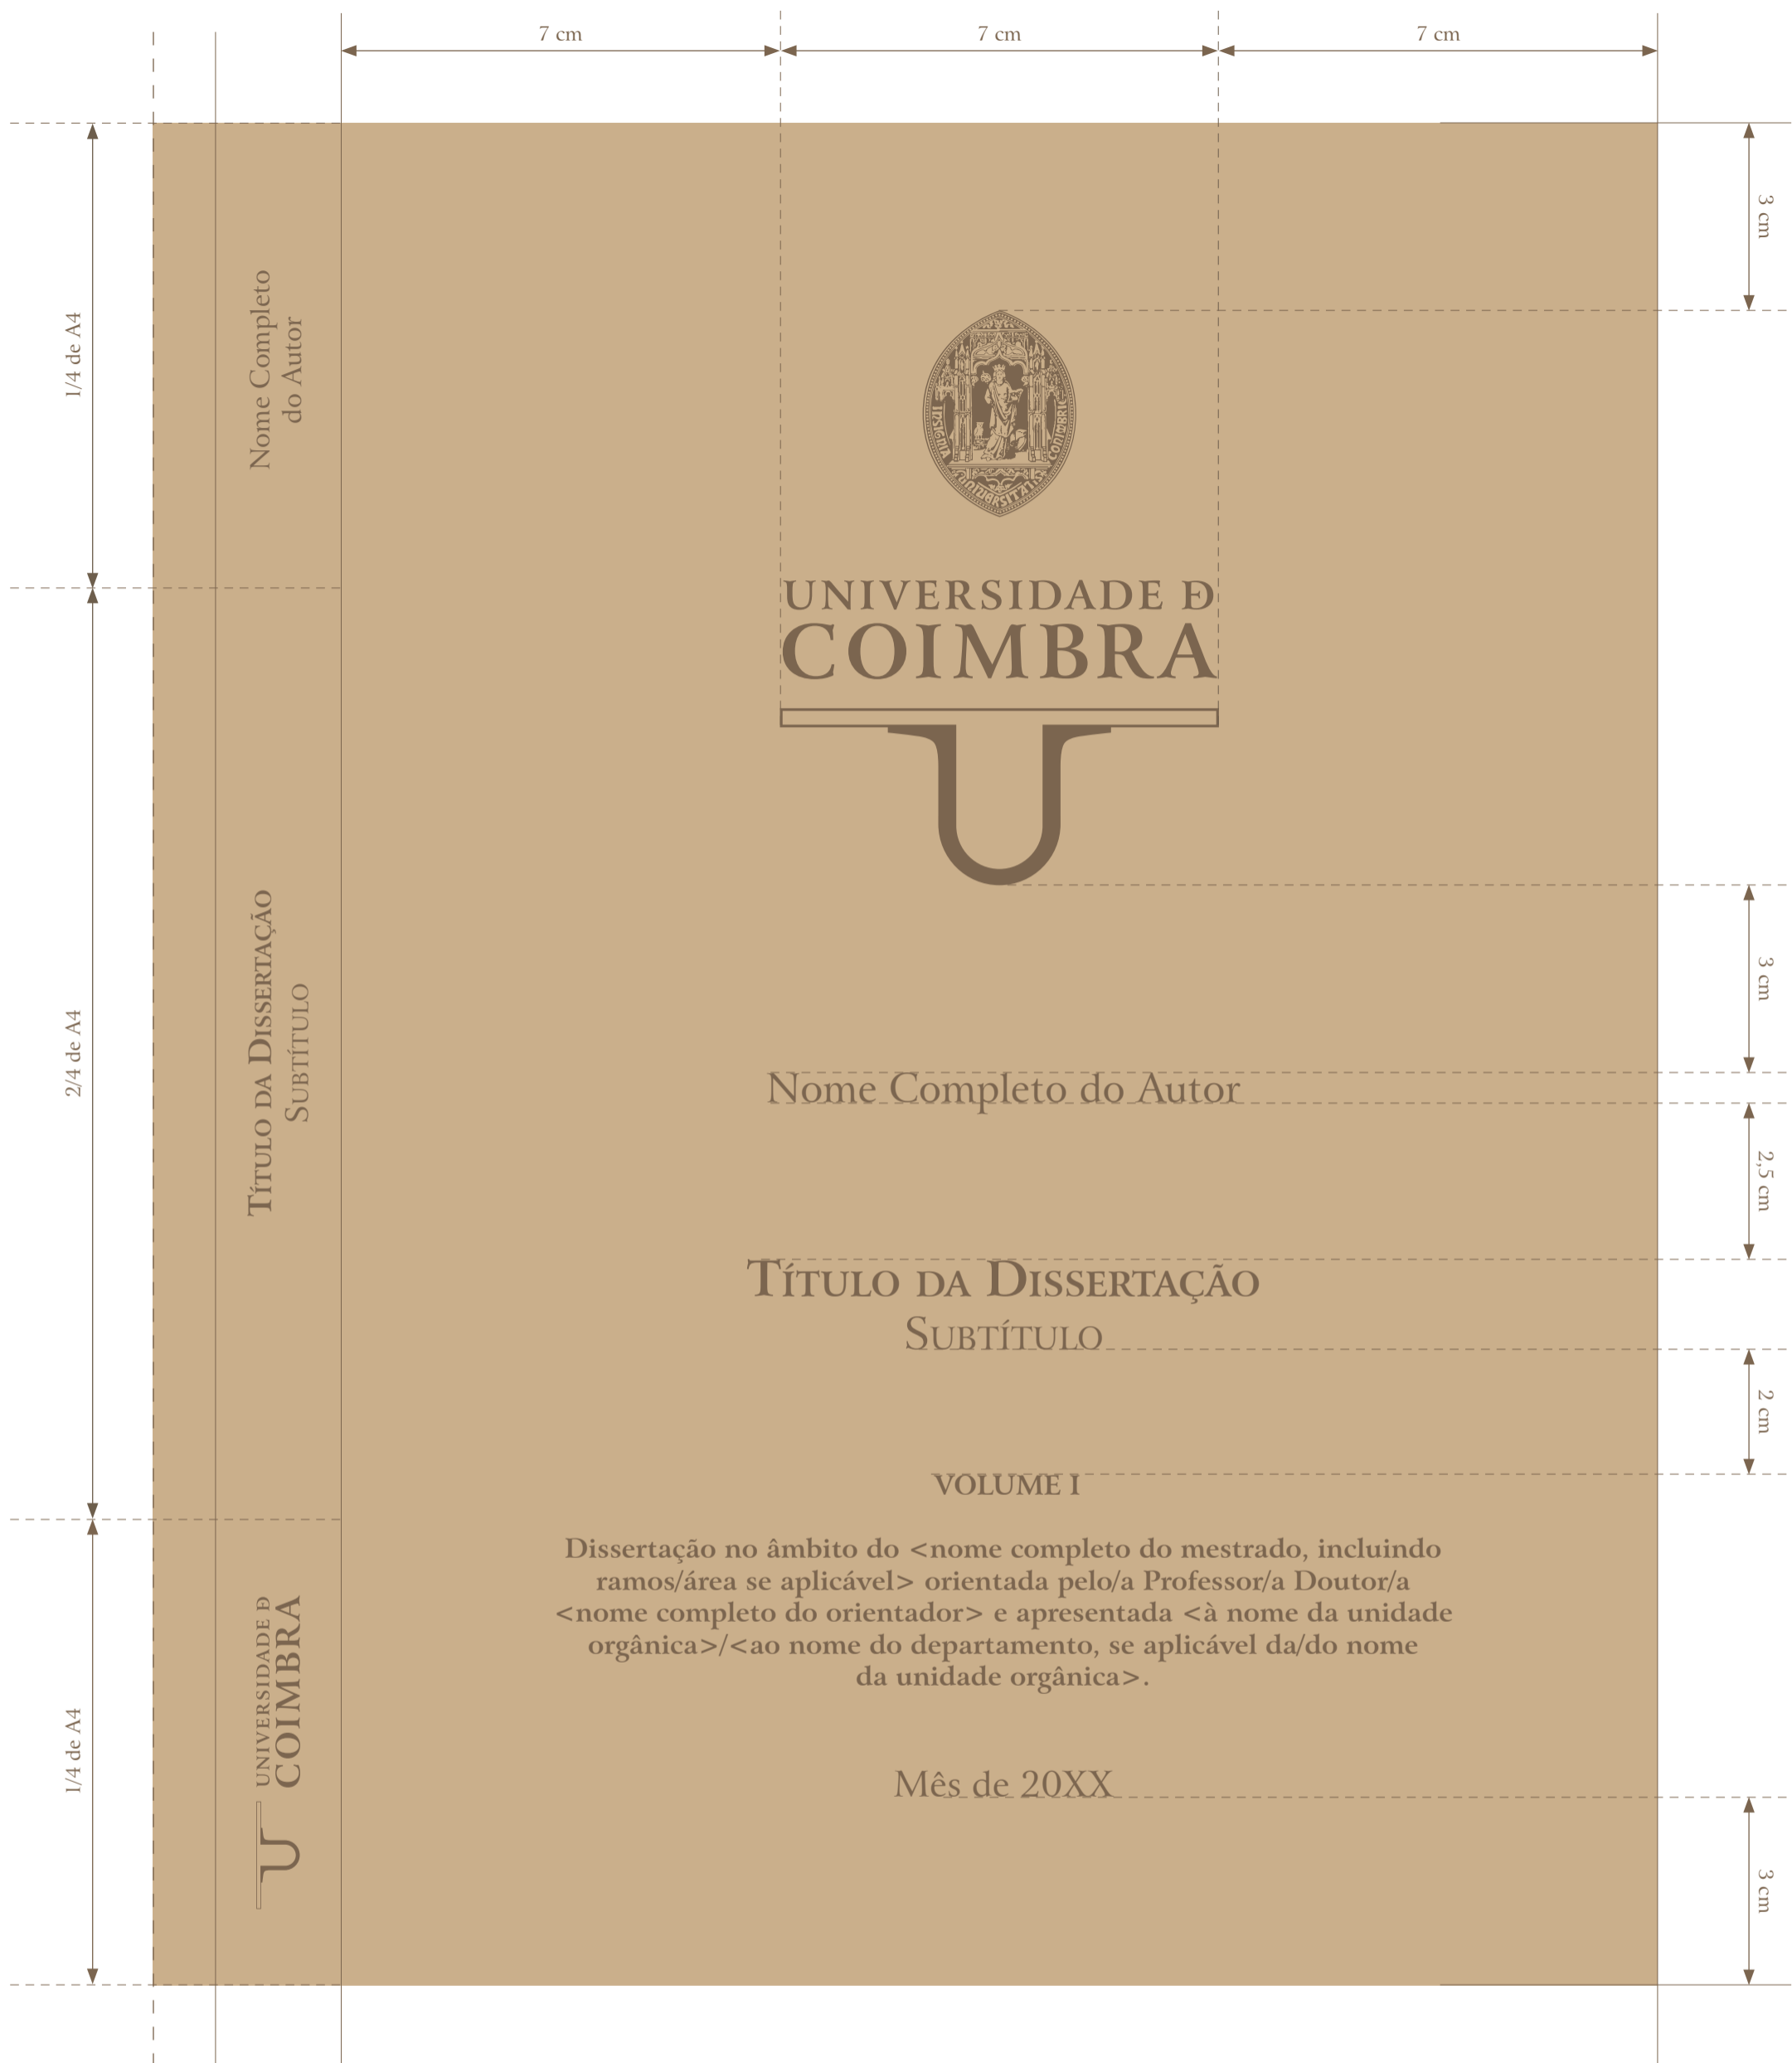 7 cm
7 cm
7 cm
1/4 de A4
2/4 de A4
1/4 de A4
Nome Completo
do Autor
Título da Dissertação
Subtítulo
UNIVERSIDADE Ð
COIMBRA
INSIGNIA
UNIVERSITATIS
CONIMBRIC
UNIVERSIDADE Ð
COIMBRA
Nome Completo do Autor
Título da Dissertação
Subtítulo
VOLUME I
Dissertação no âmbito do <nome completo do mestrado, incluindo
ramos/área se aplicável> orientada pelo/a Professor/a Doutor/a
<nome completo do orientador> e apresentada <à nome da unidade
orgânica>/<ao nome do departamento, se aplicável da/do nome
da unidade orgânica>.
Mês de 20XX
3 cm
3 cm
2,5 cm
2 cm
3 cm